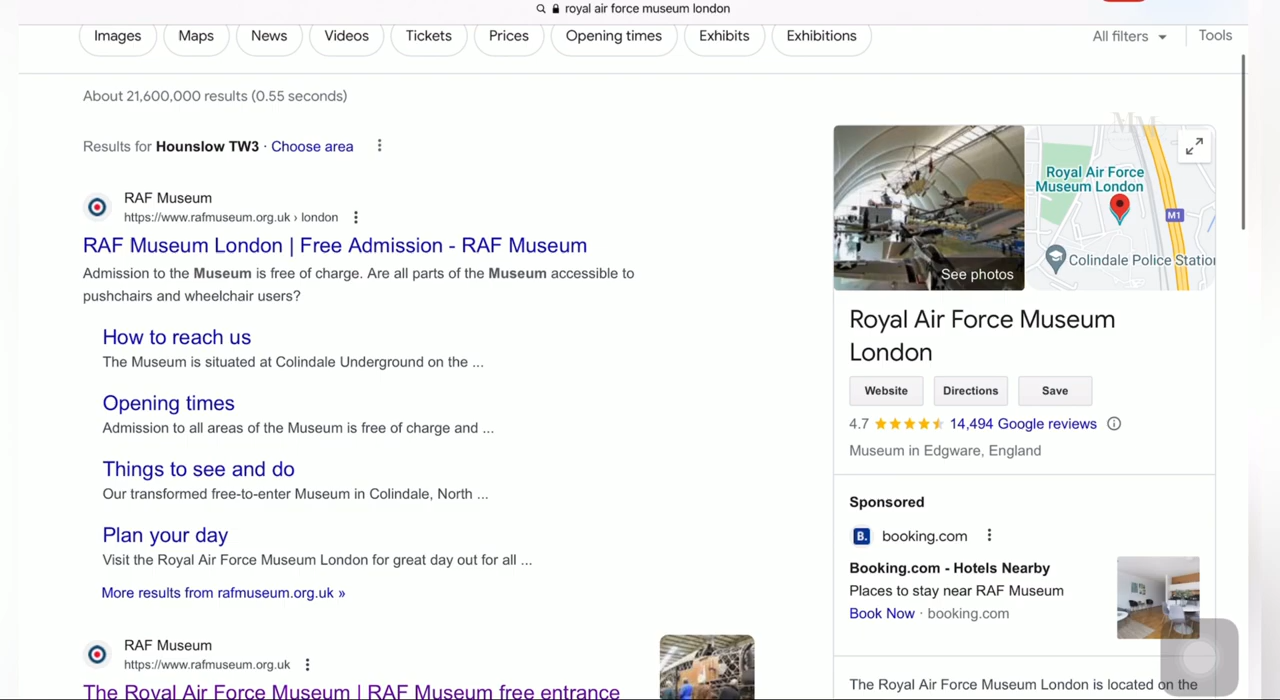 royal air force museum london
Images
Maps
News
Videos
Tickets
Prices
Opening times
Exhibits
Exhibitions
All filters
Tools
About 21,600,000 results (0.55 seconds)
Results for Hounslow TW3 · Choose area
RAF Museum
https://www.rafmuseum.org.uk › london
RAF Museum London | Free Admission - RAF Museum
Admission to the Museum is free of charge. Are all parts of the Museum accessible to
pushchairs and wheelchair users?
How to reach us
The Museum is situated at Colindale Underground on the ...
Opening times
Admission to all areas of the Museum is free of charge and ...
Things to see and do
Our transformed free-to-enter Museum in Colindale, North ...
Plan your day
Visit the Royal Air Force Museum London for great day out for all ...
More results from rafmuseum.org.uk »
RAF Museum
https://www.rafmuseum.org.uk
The Royal Air Force Museum | RAF Museum free entrance
MM
See photos
Royal Air Force
Museum London
M1
Colindale Police Station
Royal Air Force Museum
London
Website
Directions
Save
4.7 14,494 Google reviews
Museum in Edgware, England
Sponsored
B. booking.com
Booking.com - Hotels Nearby
Places to stay near RAF Museum
Book Now · booking.com
The Royal Air Force Museum London is located on the